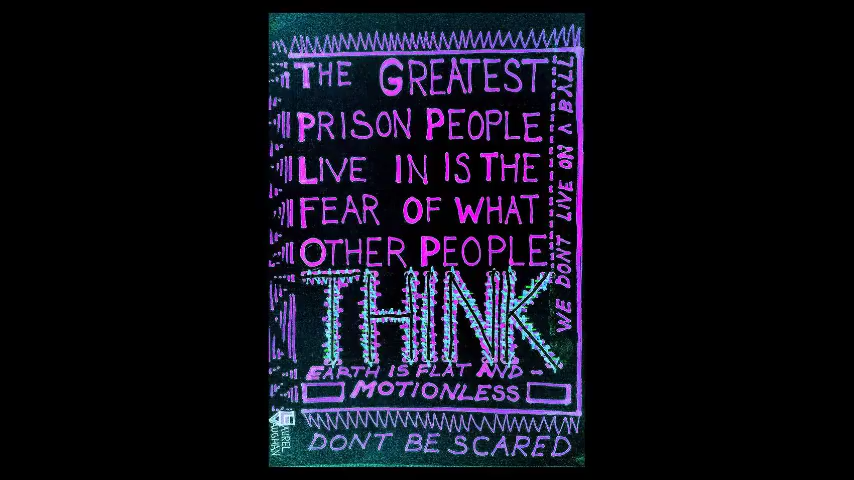 THE GREATEST
PRISON PEOPLE
LIVE IN IS THE
FEAR OF WHAT
OTHER PEOPLE
THINK
EARTH IS FLAT AND -
MOTIONLESS
DONT BE SCARED
WE DONT LIVE ON A BALL